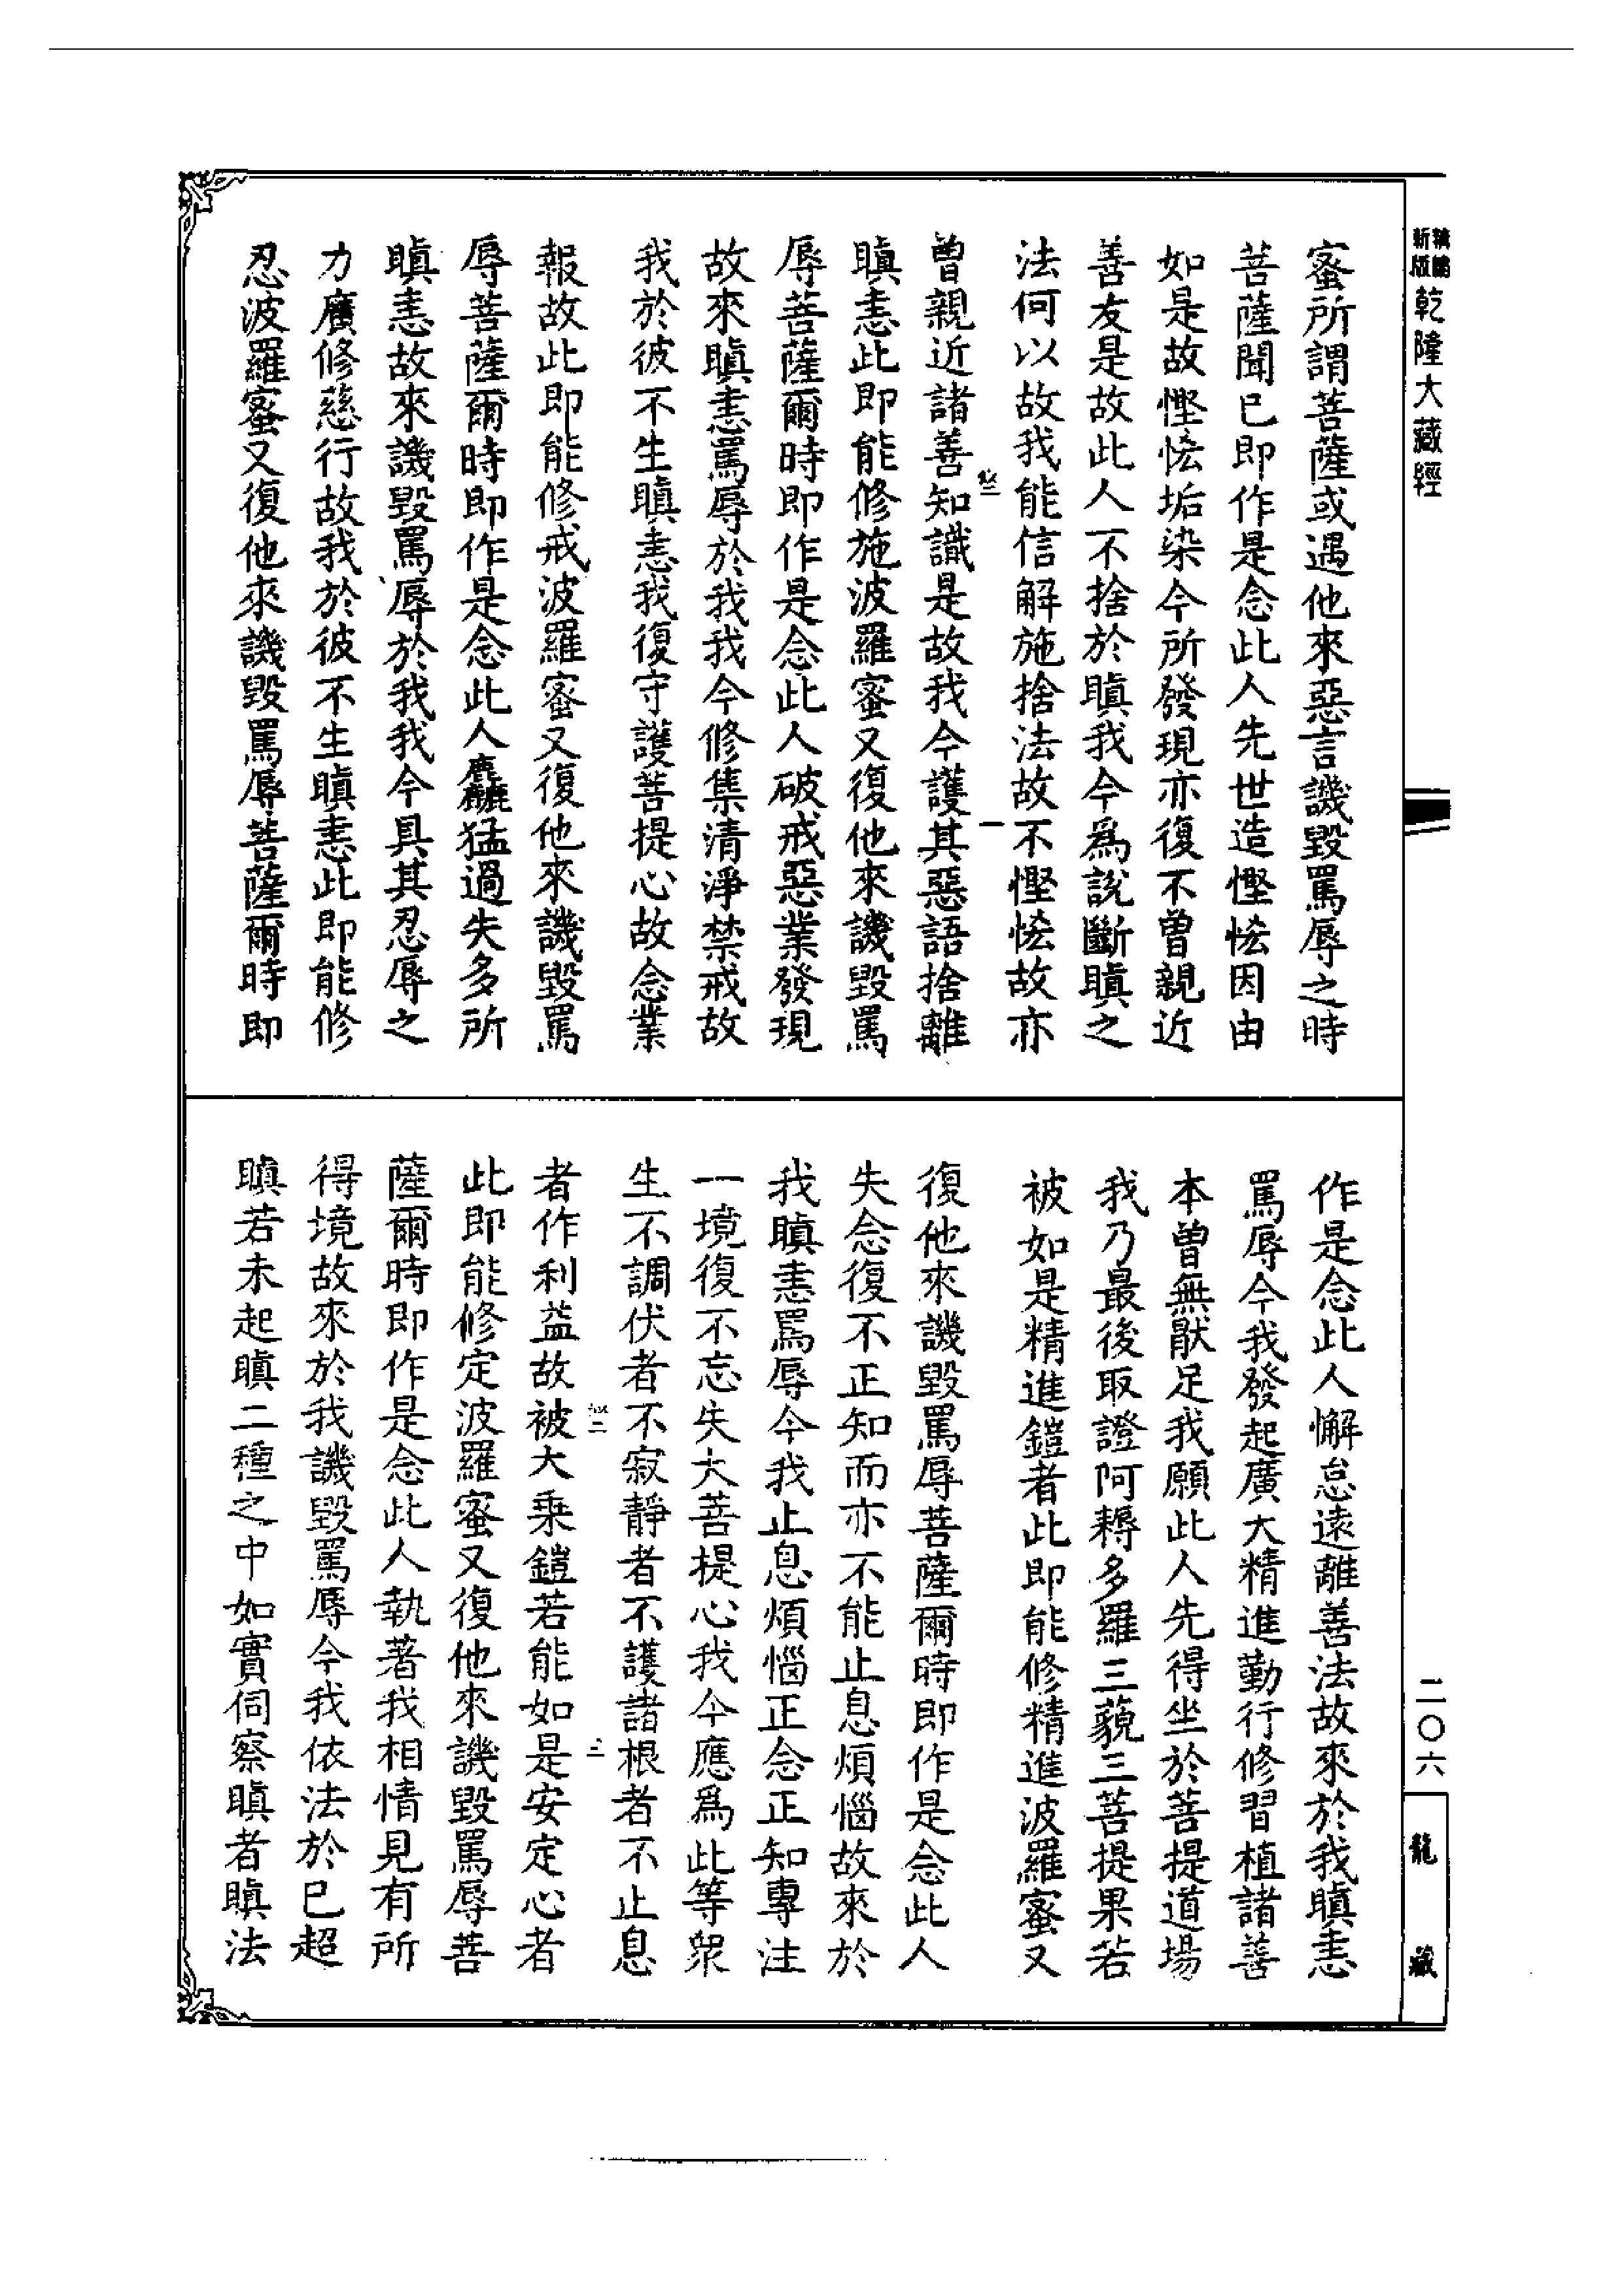 乾隆大藏經
蜜所謂菩薩或遇他來惡言譏毀罵辱之時
菩薩聞已即作是念此人先世造慳悋因由
如是故慳悋垢染今所發現亦復不曾親近
善友是故此人不捨於瞋我今爲說斷瞋之
法何以故我能信解施捨法故不慳悋故亦
曾親近諸善知識是故我今護其惡語捨離
瞋恚此即能修施波羅蜜又復他來譏毀罵
辱菩薩爾時即作是念此人破戒惡業發現
故來瞋恚罵辱於我我今修集清淨禁戒故
我於彼不生瞋恚我復守護菩提心故念業
報故此即能修戒波羅蜜又復他來譏毀罵
辱菩薩爾時即作是念此人麤猛過失多所
瞋恚故來譏毀罵辱於我我今具其忍辱之
力廣修慈行故我於彼不生瞋恚此即能修
忍波羅蜜又復他來譏毀罵辱菩薩爾時即
作是念此人懈怠遠離善法故來於我瞋恚
罵辱今我發起廣大精進勤行修習植諸善
本曾無厭足我願此人先得坐於菩提道場
我乃最後取證阿耨多羅三藐三菩提果若
被如是精進鎧者此即能修精進波羅蜜又
復他來譏毀罵辱菩薩爾時即作是念此人
失念復不正知而亦不能止息煩惱故來於
我瞋恚罵辱今我止息煩惱正念正知專注
一境復不忘失大菩提心我今應爲此等眾
生不調伏者不寂靜者不護諸根者不止息
者作利益故被大乘鎧若能如是安定心者
此即能修定波羅蜜又復他來譏毀罵辱菩
薩爾時即作是念此人執著我相情見有所
得境故來於我譏毀罵辱今我依法於已超
瞋若未起瞋二種之中如實伺察瞋者瞋法
二〇六
龍藏